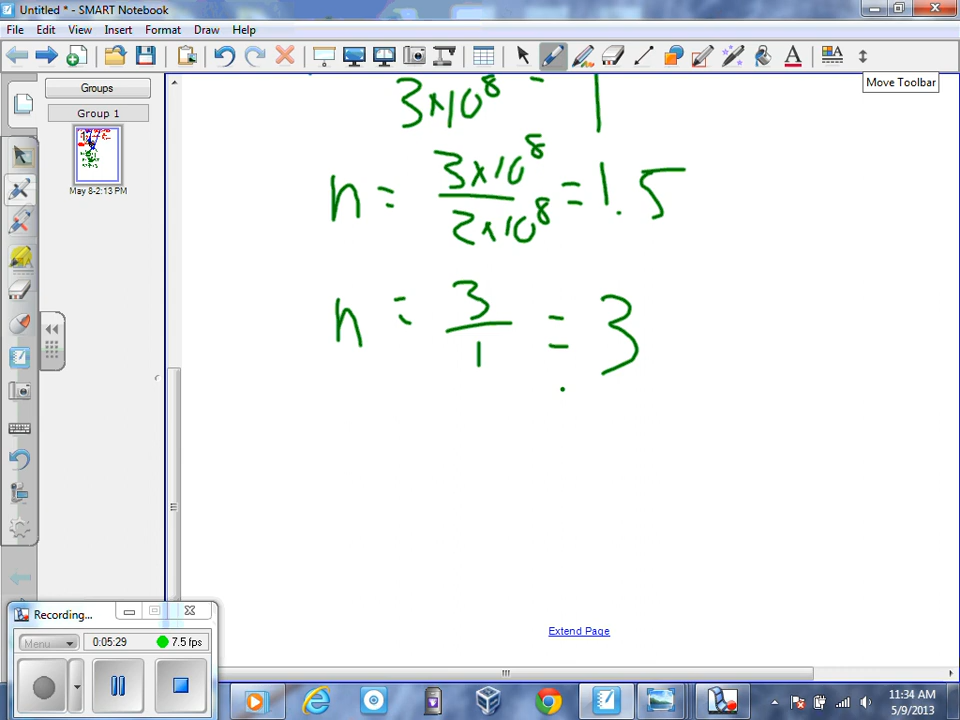 Untitled * - SMART Notebook
File Edit View Insert Format Draw Help
Move Toolbar
Groups
Group 1
May 8-2:13 PM
3×10⁸ = 1
n = 3×10⁸ / 2×10⁸ = 1.5
n = 3 / 1 = 3
Extend Page
Recording...
Menu 0:05:29 7.5 fps
11:34 AM
5/9/2013